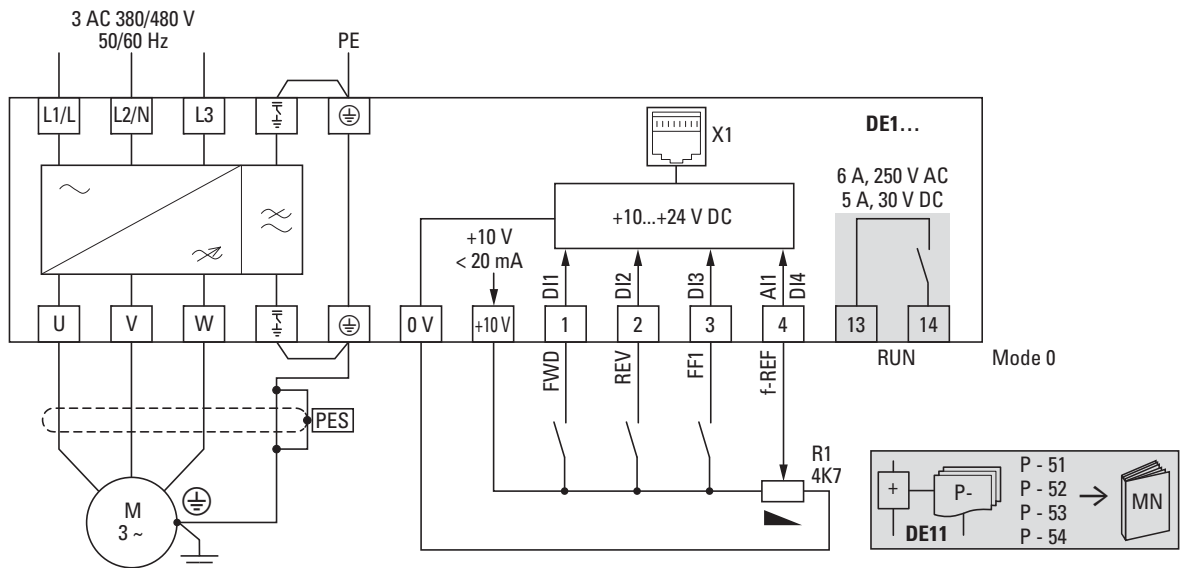 3 AC 380/480 V
50/60 Hz
PE
L1/L
L2/N
L3
X1
DE1...
6 A, 250 V AC
5 A, 30 V DC
+10...+24 V DC
+10 V
< 20 mA
DI1
DI2
DI3
AI1
DI4
U
V
W
0 V
+10 V
1
2
3
4
13
14
RUN
Mode 0
FWD
REV
FF1
f-REF
PES
R1
4K7
M
3 ~
+
P-
DE11
P - 51
P - 52
P - 53
P - 54
MN